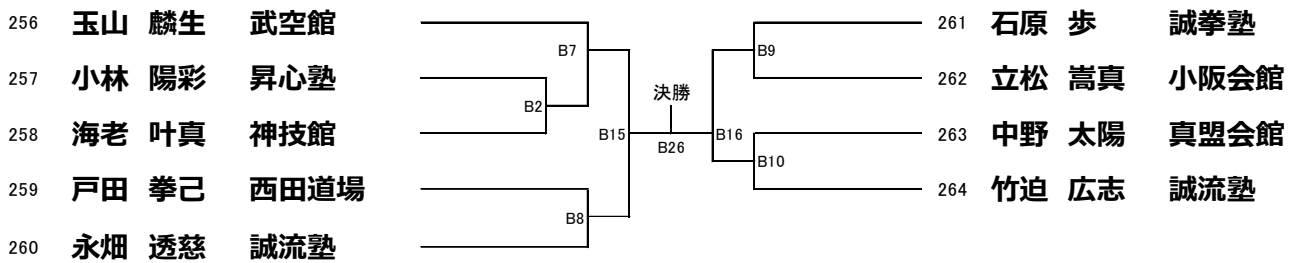 256 玉山 麟生 武空館
257 小林 陽彩 昇心塾
258 海老 叶真 神技館
259 戸田 拳己 西田道場
260 永畑 透慈 誠流塾
B7
B2
B15
B8
決勝
B26
B9
B16
B10
261 石原 歩 誠拳塾
262 立松 嵩真 小阪会館
263 中野 太陽 真盟会館
264 竹迫 広志 誠流塾